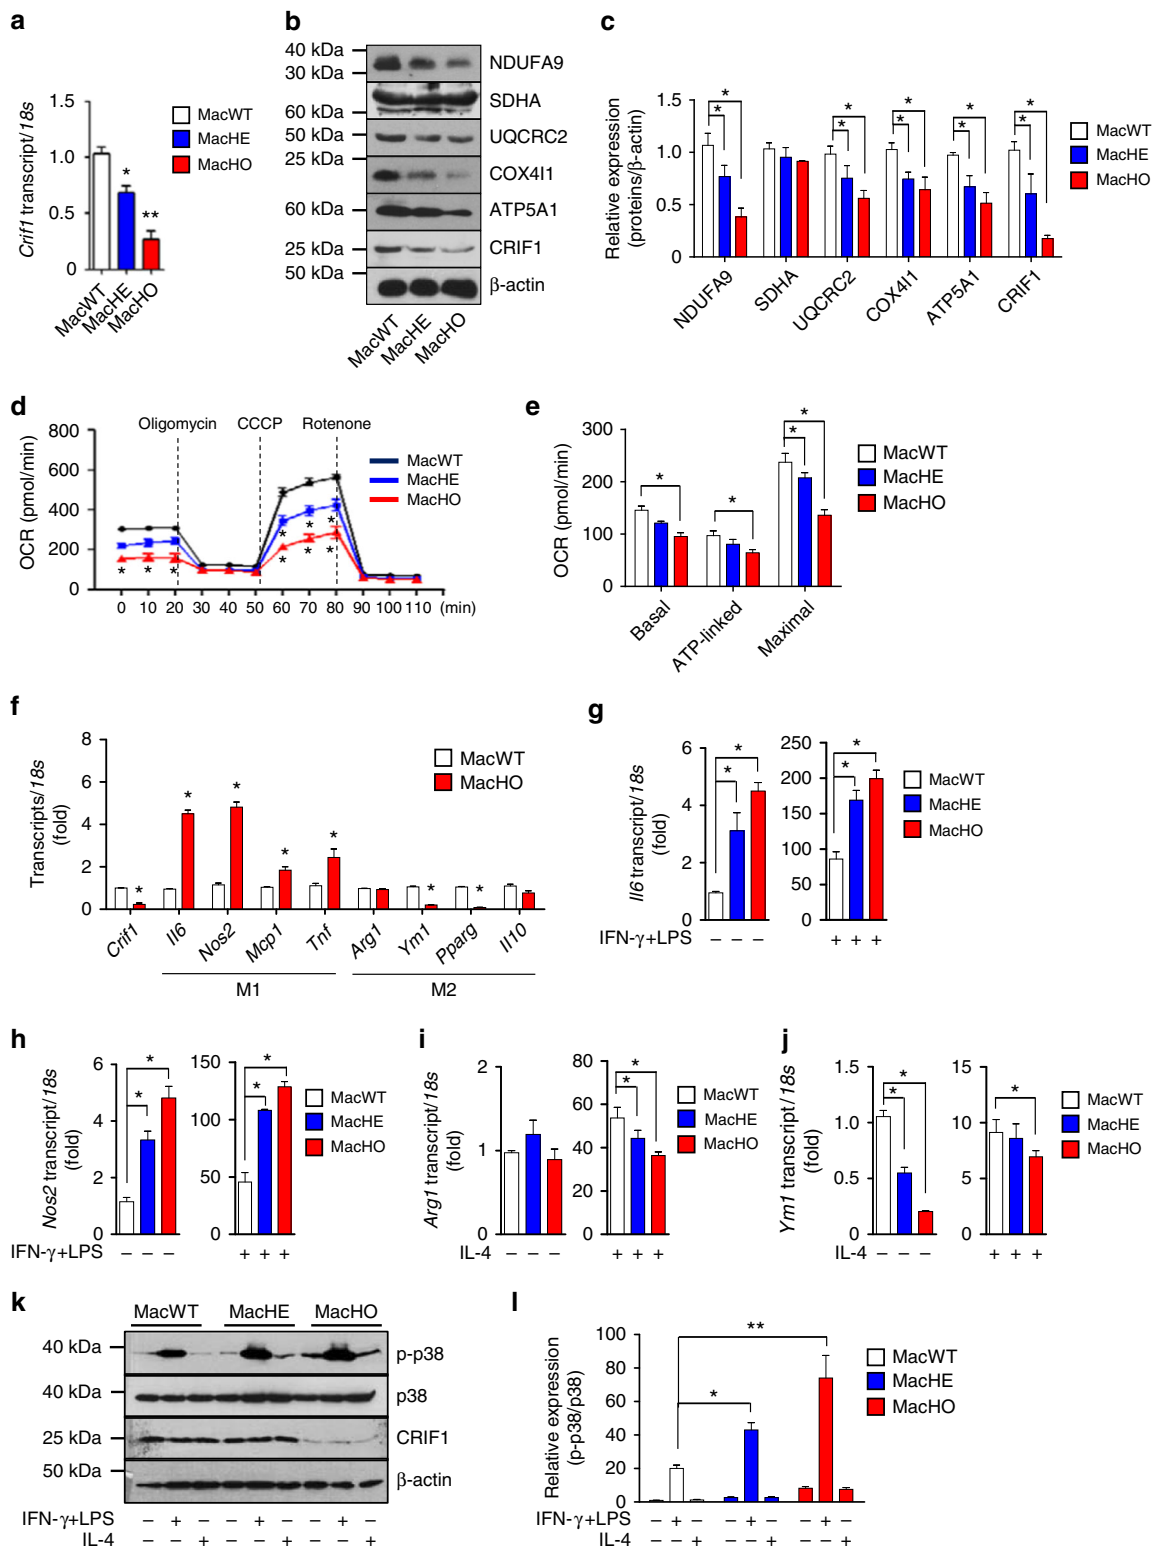 a
Crif1 transcript/18s
1.5
1.0
0.5
0
MacWT
MacHE
MacHO
*
**
MacWT
MacHE
MacHO
b
40 kDa
30 kDa
60 kDa
50 kDa
25 kDa
60 kDa
25 kDa
50 kDa
NDUFA9
SDHA
UQCRC2
COX4I1
ATP5A1
CRIF1
β-actin
MacWT
MacHE
MacHO
c
Relative expression
(proteins/β-actin)
1.5
1.0
0.5
0
* * * * * * * * * *
MacWT
MacHE
MacHO
NDUFA9
SDHA
UQCRC2
COX4I1
ATP5A1
CRIF1
d
OCR (pmol/min)
800
600
400
200
0
Oligomycin CCCP Rotenone
MacWT
MacHE
MacHO
* * * * * * * * *
0 10 20 30 40 50 60 70 80 90 100 110 (min)
e
OCR (pmol/min)
300
200
100
0
* * * *
MacWT
MacHE
MacHO
Basal
ATP-linked
Maximal
f
Transcripts/18s
(fold)
8
6
4
2
0
MacWT
MacHO
* * * * * * *
Crif1
Il6
Nos2
Mcp1
Tnf
Arg1
Ym1
Pparg
Il10
M1 M2
g
Il6 transcript/18s
(fold)
6
4
2
0
* *
250
200
150
100
50
0
* *
MacWT
MacHE
MacHO
IFN-γ+LPS − − − + + +
h
Nos2 transcript/18s
(fold)
6
4
2
0
* *
150
100
50
0
* *
MacWT
MacHE
MacHO
IFN-γ+LPS − − − + + +
i
Arg1 transcript/18s
(fold)
2
1
0
80
60
40
20
0
* *
MacWT
MacHE
MacHO
IL-4 − − − + + +
j
Ym1 transcript/18s
(fold)
1.5
1.0
0.5
0
* *
15
10
5
0
*
MacWT
MacHE
MacHO
IL-4 − − − + + +
k
MacWT MacHE MacHO
40 kDa
40 kDa
25 kDa
50 kDa
p-p38
p38
CRIF1
β-actin
IFN-γ+LPS − + − − + − − + −
IL-4 − − + − − + − − +
l
Relative expression
(p-p38/p38)
100
80
60
40
20
0
**
*
MacWT
MacHE
MacHO
IFN-γ+LPS − + − − + − − + −
IL-4 − − + − − + − − +